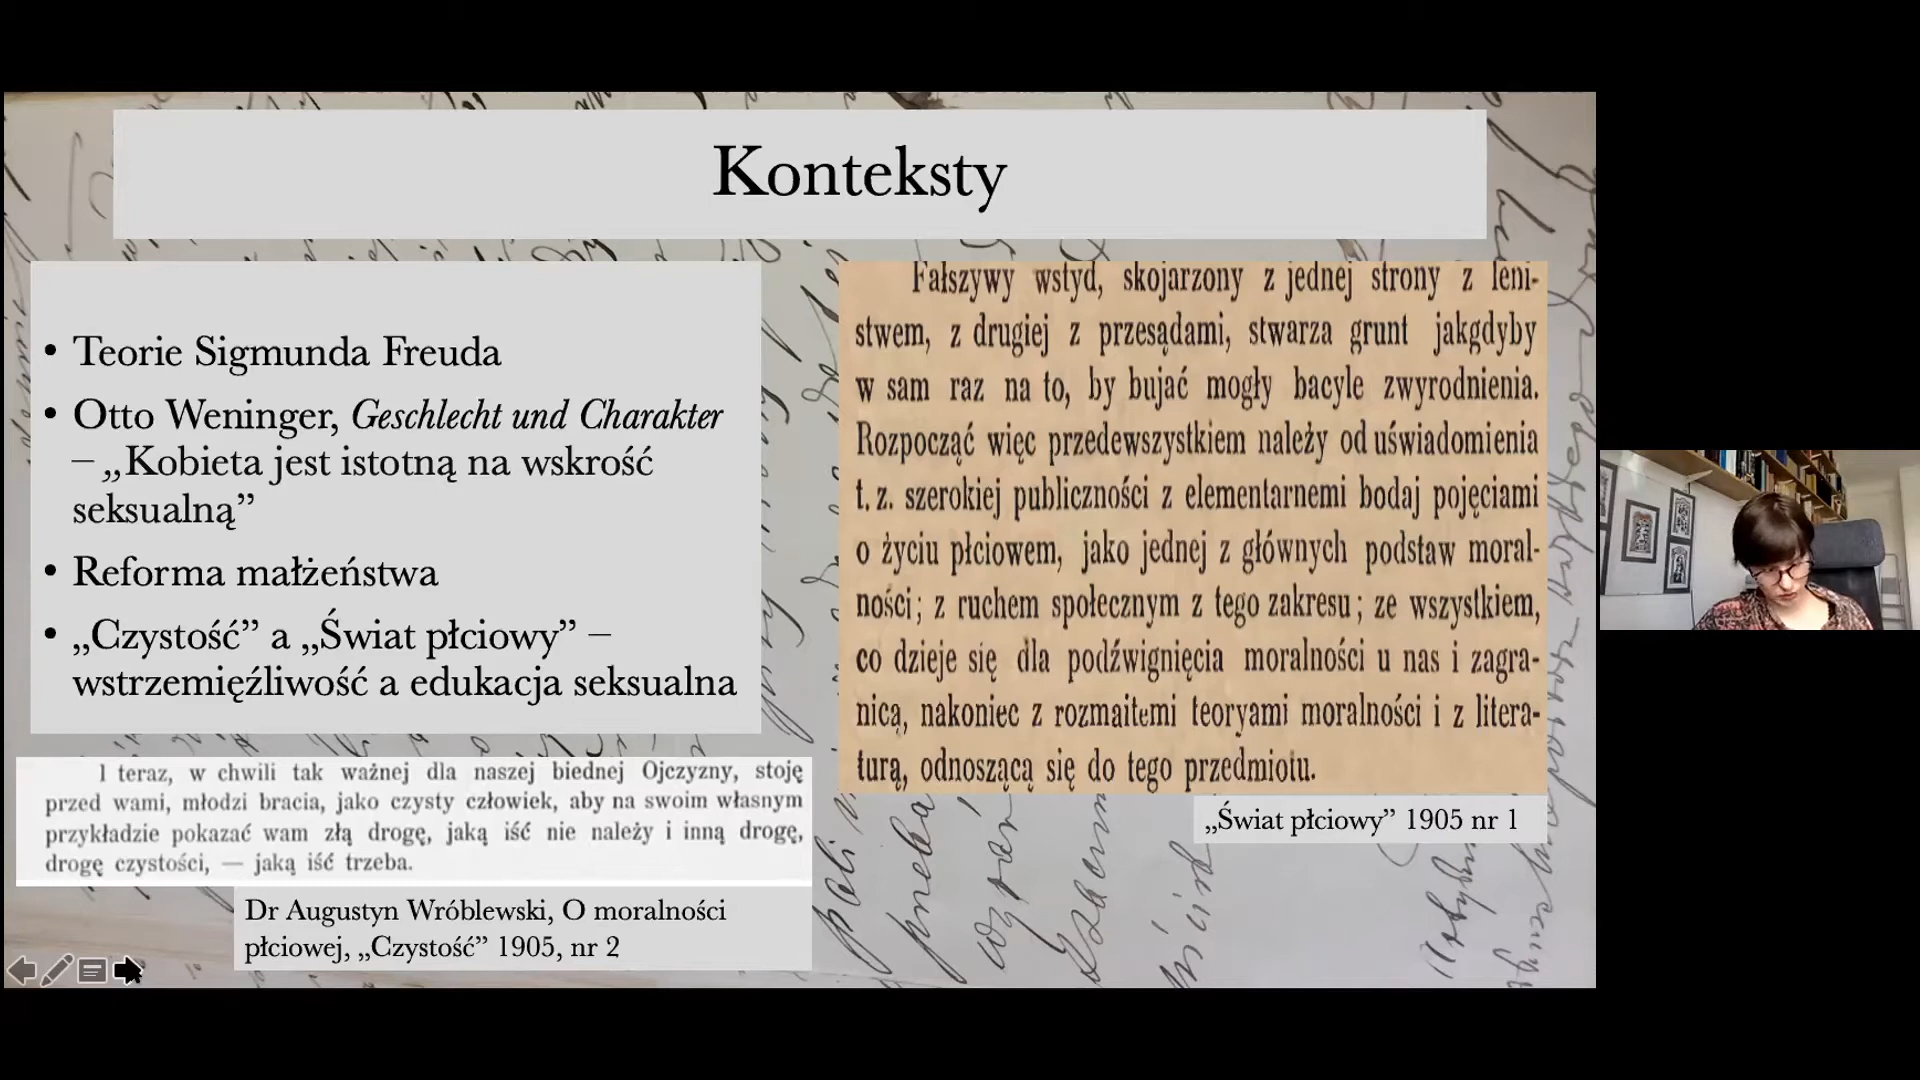 Konteksty
• Teorie Sigmunda Freuda
• Otto Weninger, Geschlecht und Charakter
– „Kobieta jest istotną na wskrość
seksualną”
• Reforma małżeństwa
• „Czystość” a „Świat płciowy” –
wstrzemięźliwość a edukacja seksualna
I teraz, w chwili tak ważnej dla naszej biednej Ojczyzny, stoję
przed wami, młodzi bracia, jako czysty człowiek, aby na swoim własnym
przykładzie pokazać wam złą drogę, jaką iść nie należy i inną drogę,
drogę czystości, — jaką iść trzeba.
Dr Augustyn Wróblewski, O moralności
płciowej, „Czystość” 1905, nr 2
Fałszywy wstyd, skojarzony z jednej strony z leni-
stwem, z drugiej z przesądami, stwarza grunt jakgdyby
w sam raz na to, by bujać mogły bacyle zwyrodnienia.
Rozpocząć więc przedewszystkiem należy od uświadomienia
t. z. szerokiej publiczności z elementarnemi bodaj pojęciami
o życiu płciowem, jako jednej z głównych podstaw moral-
ności; z ruchem społecznym z tego zakresu; ze wszystkiem,
co dzieje się dla podźwignięcia moralności u nas i zagra-
nicą, nakoniec z rozmaitemi teoryami moralności i z litera-
turą, odnoszącą się do tego przedmiotu.
„Świat płciowy” 1905 nr 1